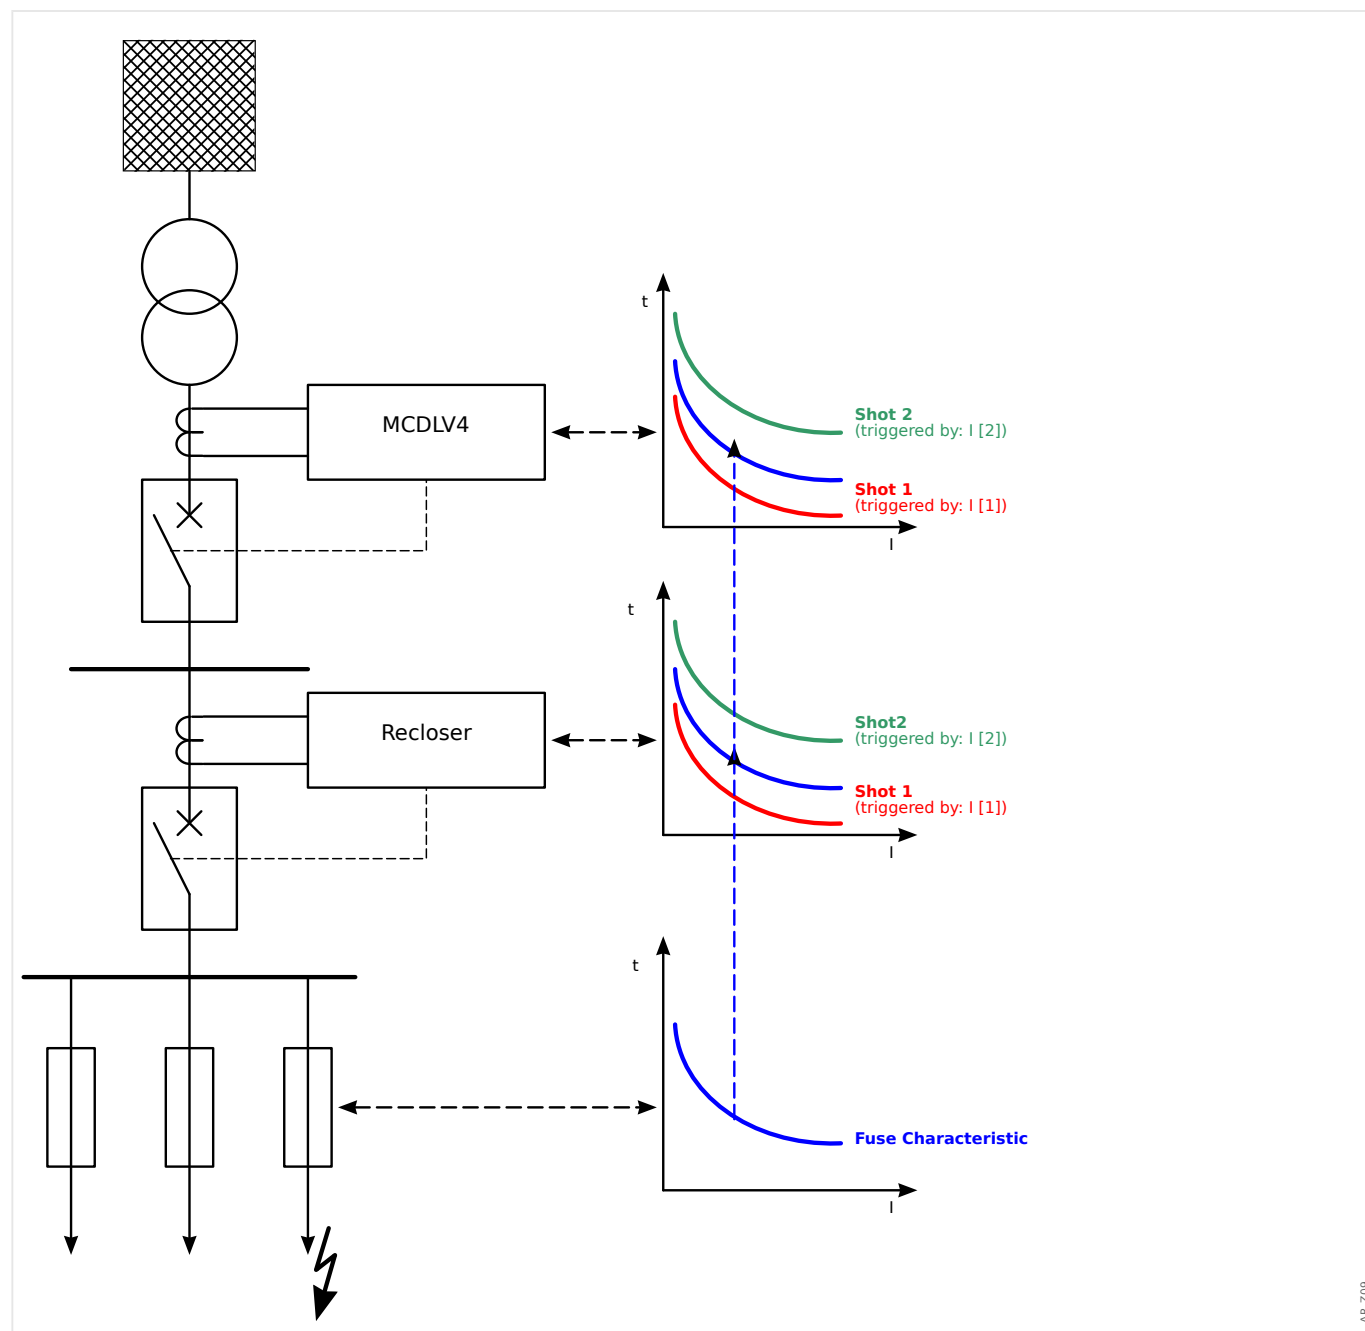 t
MCDLV4
Shot 2
(triggered by: I [2])
Shot 1
(triggered by: I [1])
I
t
Recloser
Shot2
(triggered by: I [2])
Shot 1
(triggered by: I [1])
I
t
Fuse Characteristic
I